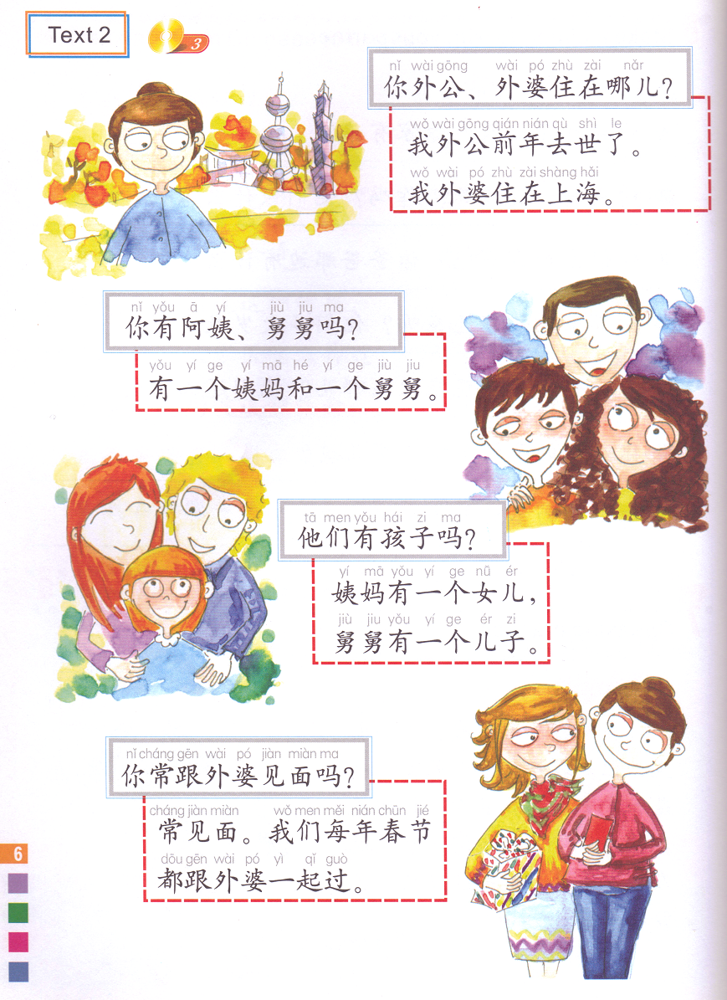 Text 2
3
nǐ wài gōng wài pó zhù zài nǎr
你外公、外婆住在哪儿?
wǒ wài gōng qián nián qù shì le
我外公前年去世了。
wǒ wài pó zhù zài shàng hǎi
我外婆住在上海。
nǐ yǒu ā yí jiù jiu ma
你有阿姨、舅舅吗?
yǒu yí ge yí mā hé yí ge jiù jiu
有一个姨妈和一个舅舅。
tā men yǒu hái zi ma
他们有孩子吗?
yí mā yǒu yí ge nǚ ér
姨妈有一个女儿,
jiù jiu yǒu yí ge ér zi
舅舅有一个儿子。
nǐ cháng gēn wài pó jiàn miàn ma
你常跟外婆见面吗?
cháng jiàn miàn wǒ men měi nián chūn jié
常见面。我们每年春节
dōu gēn wài pó yì qǐ guò
都跟外婆一起过。
6